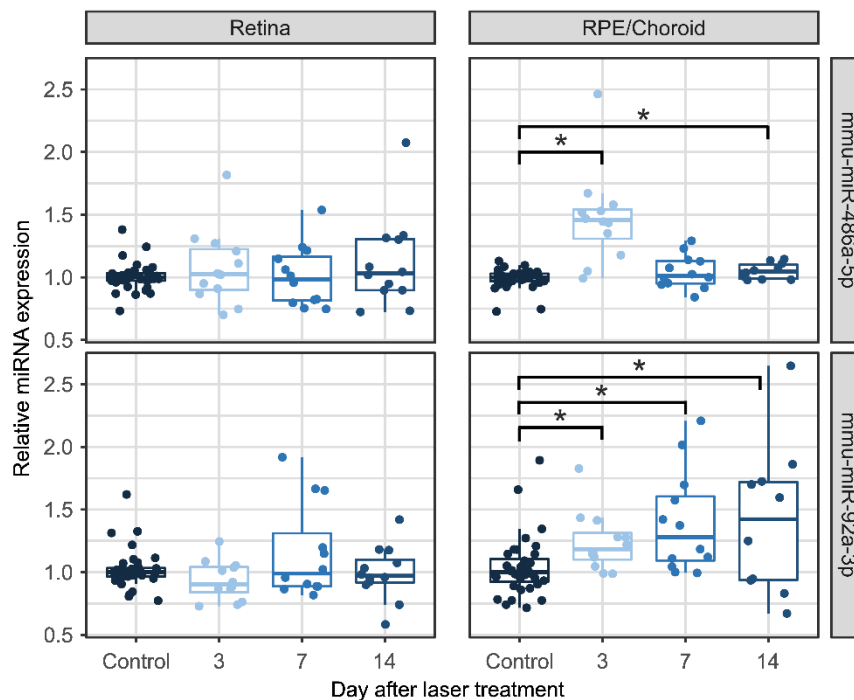 Retina RPE/Choroid
Relative miRNA expression
2.5
2.0
1.5
1.0
0.5
* *
mmu-miR-486a-5p
2.5
2.0
1.5
1.0
0.5
* * *
mmu-miR-92a-3p
Control 3 7 14 Control 3 7 14
Day after laser treatment